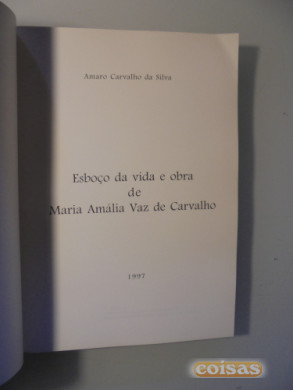 Amaro Carvalho da Silva
Esboço da vida e obra
de
Maria Amália Vaz de Carvalho
1997
coisas